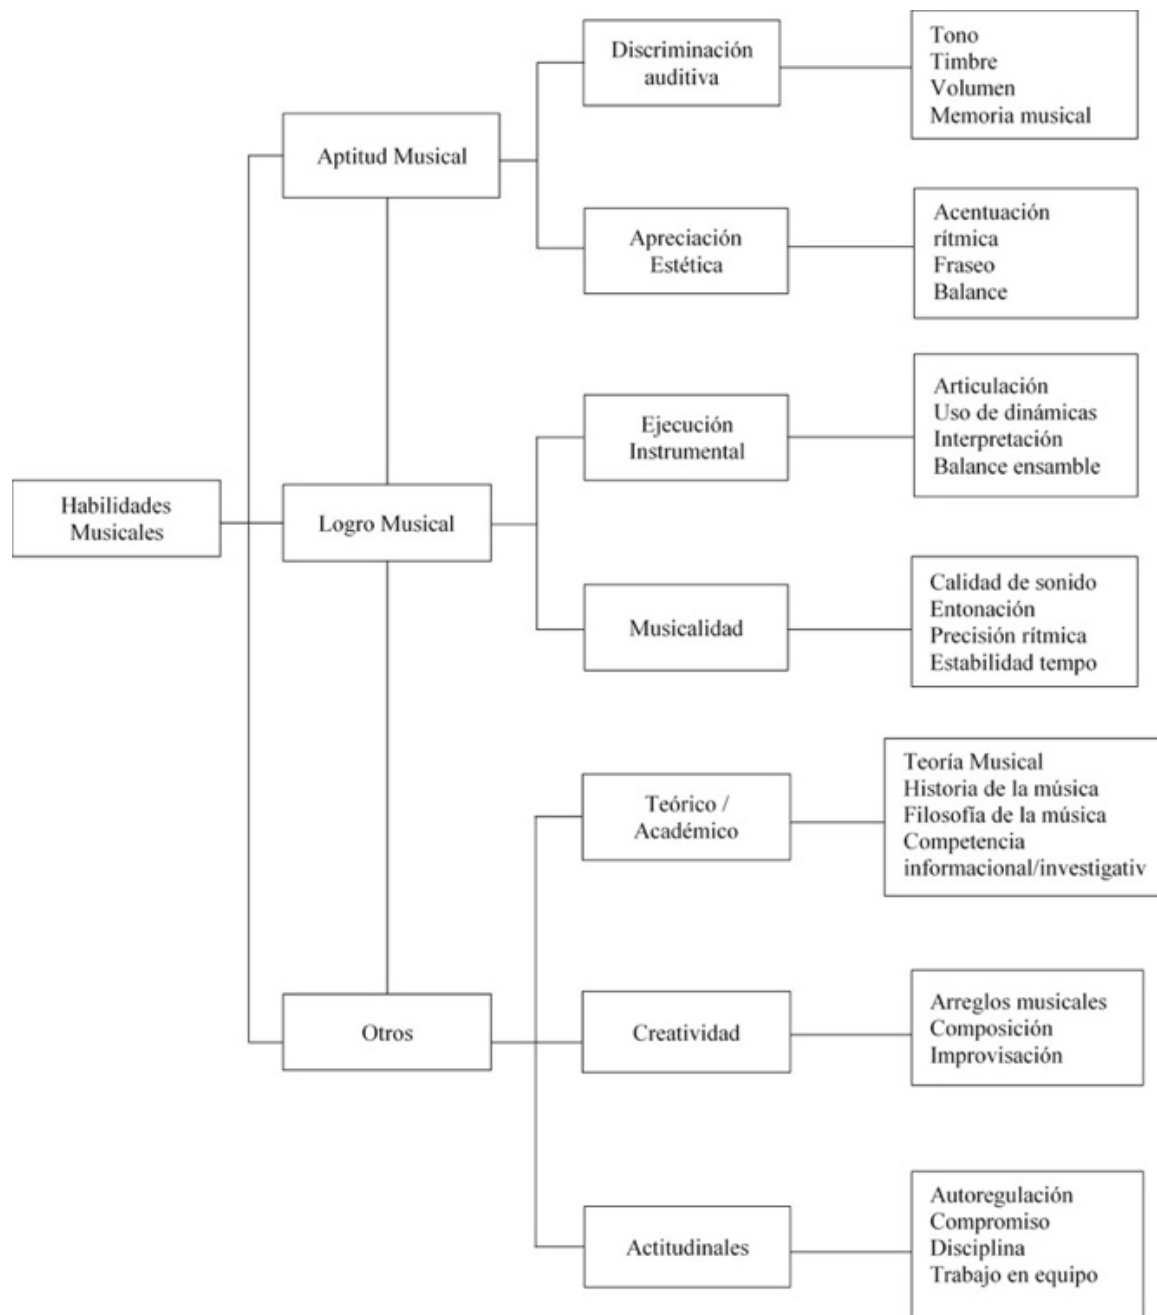 Habilidades
Musicales
Aptitud Musical
Discriminación
auditiva
Tono
Timbre
Volumen
Memoria musical
Apreciación
Estética
Acentuación
rítmica
Fraseo
Balance
Logro Musical
Ejecución
Instrumental
Articulación
Uso de dinámicas
Interpretación
Balance ensamble
Musicalidad
Calidad de sonido
Entonación
Precisión rítmica
Estabilidad tempo
Otros
Teórico /
Académico
Teoría Musical
Historia de la música
Filosofía de la música
Competencia
informacional/investigativ
Creatividad
Arreglos musicales
Composición
Improvisación
Actitudinales
Autoregulación
Compromiso
Disciplina
Trabajo en equipo